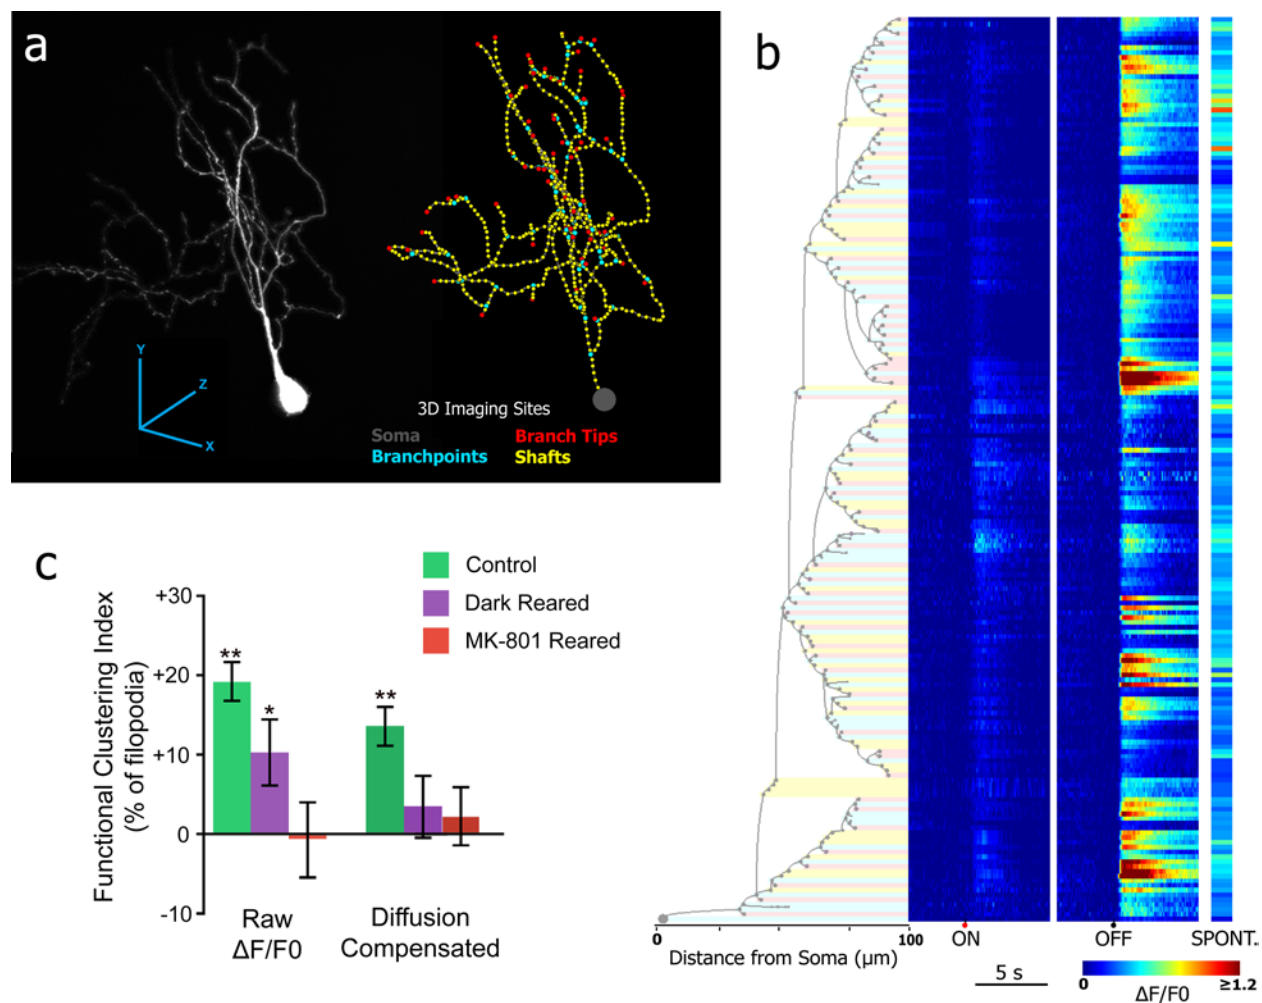 a
Y
Z
X
3D Imaging Sites
Soma
Branch Tips
Branchpoints
Shafts
b
0
100
Distance from Soma (µm)
ON
OFF
SPONT.
5 s
0
≥1.2
ΔF/F0
c
Control
Dark Reared
MK-801 Reared
Functional Clustering Index
(% of filopodia)
+30
+20
+10
0
-10
**
*
**
Raw
ΔF/F0
Diffusion
Compensated